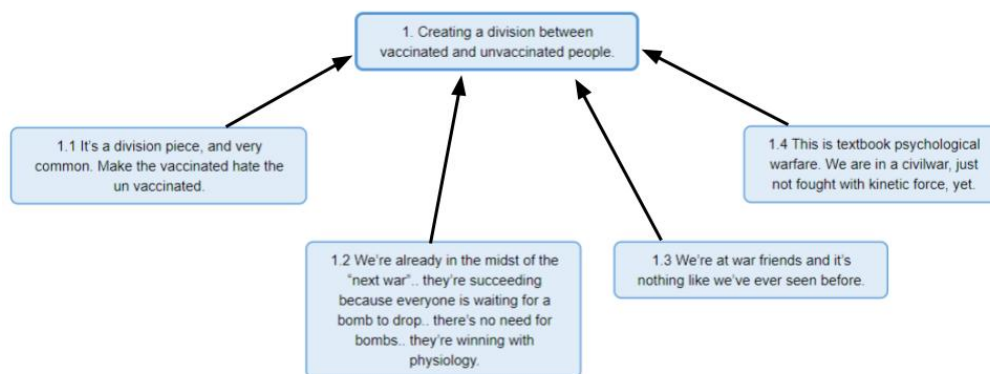 1. Creating a division between
vaccinated and unvaccinated people.
1.1 It's a division piece, and very
common. Make the vaccinated hate the
un vaccinated.
1.4 This is textbook psychological
warfare. We are in a civilwar, just
not fought with kinetic force, yet.
1.2 We're already in the midst of the
"next war".. they're succeeding
because everyone is waiting for a
bomb to drop.. there's no need for
bombs.. they're winning with
physiology.
1.3 We're at war friends and it's
nothing like we've ever seen before.